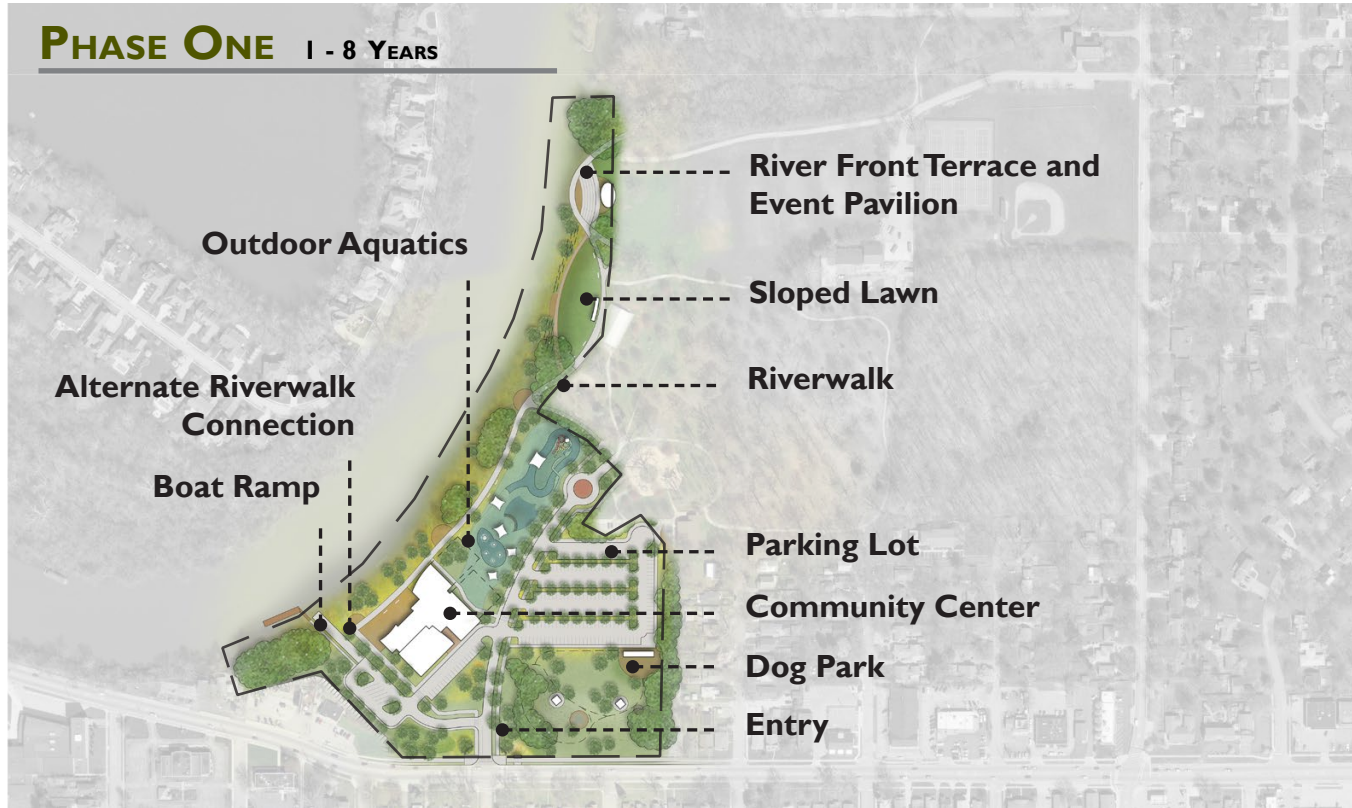 PHASE ONE 1 - 8 YEARS
River Front Terrace and
Event Pavilion
Outdoor Aquatics
Sloped Lawn
Riverwalk
Alternate Riverwalk
Connection
Boat Ramp
Parking Lot
Community Center
Dog Park
Entry